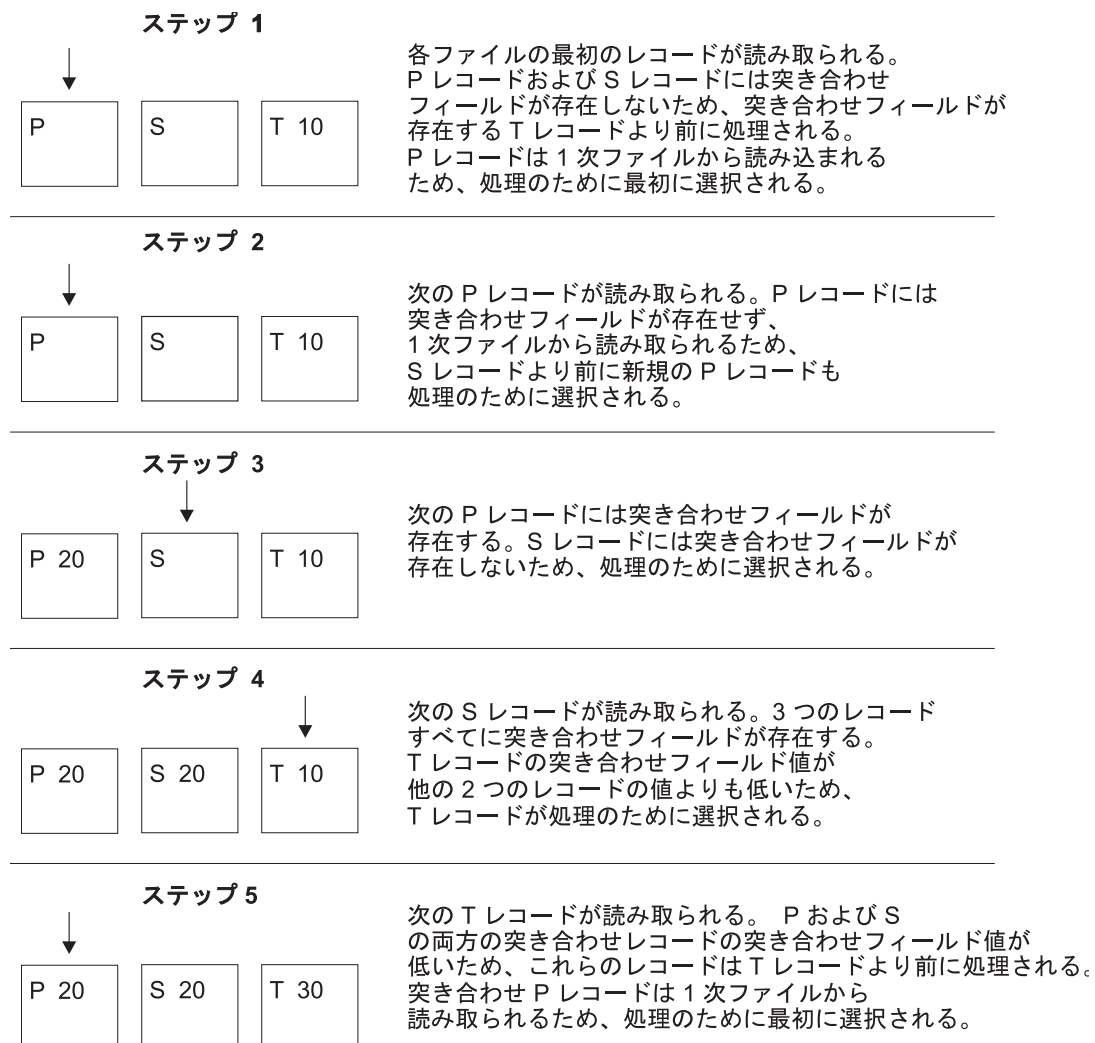 ステップ 1
各ファイルの最初のレコードが読み取られる。
P レコードおよび S レコードには突き合わせ
フィールドが存在しないため、突き合わせフィールドが
存在する T レコードより前に処理される。
P レコードは 1 次ファイルから読み込まれる
ため、処理のために最初に選択される。
P
S
T 10
ステップ 2
次の P レコードが読み取られる。P レコードには
突き合わせフィールドが存在せず、
1 次ファイルから読み取られるため、
S レコードより前に新規の P レコードも
処理のために選択される。
P
S
T 10
ステップ 3
次の P レコードには突き合わせフィールドが
存在する。S レコードには突き合わせフィールドが
存在しないため、処理のために選択される。
P 20
S
T 10
ステップ 4
次の S レコードが読み取られる。3 つのレコード
すべてに突き合わせフィールドが存在する。
T レコードの突き合わせフィールド値が
他の 2 つのレコードの値よりも低いため、
T レコードが処理のために選択される。
P 20
S 20
T 10
ステップ 5
次の T レコードが読み取られる。 P および S
の両方の突き合わせレコードの突き合わせフィールド値が
低いため、これらのレコードは T レコードより前に処理される。
突き合わせ P レコードは 1 次ファイルから
読み取られるため、処理のために最初に選択される。
P 20
S 20
T 30